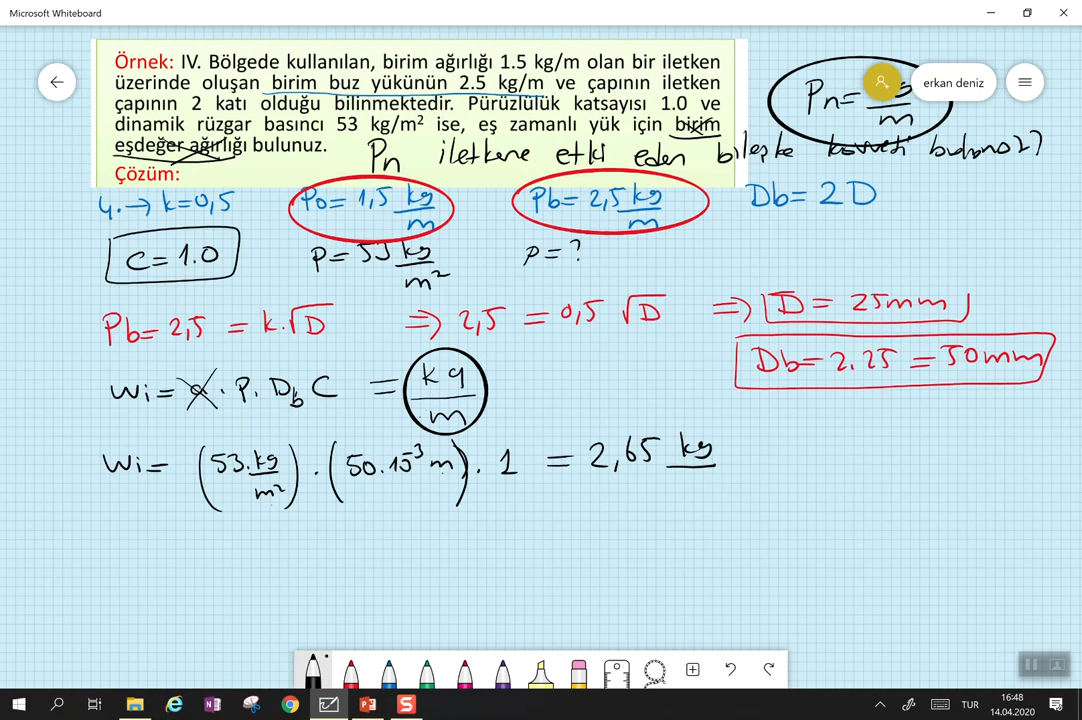 Microsoft Whiteboard
erkan deniz
Örnek: IV. Bölgede kullanılan, birim ağırlığı 1.5 kg/m olan bir iletken
üzerinde oluşan birim buz yükünün 2.5 kg/m ve çapının iletken
çapının 2 katı olduğu bilinmektedir. Pürüzlülük katsayısı 1.0 ve
dinamik rüzgar basıncı 53 kg/m² ise, eş zamanlı yük için birim
eşdeğer ağırlığı bulunuz.
Pn =
m
Pn iletkene etki eden bileşke kuvveti bulunuz?
Çözüm:
4. → k=0,5 P0= 1,5 kg/m Pb= 2,5 kg/m Db= 2D
C= 1.0 P= 53 kg/m² P= ?
Pb= 2,5 = k.√D ⇒ 2,5 = 0,5 √D ⇒ D = 25mm
Db= 2.25 = 50mm
Wi= α . P. Db C = kg/m
Wi= (53.kg/m²) . (50.10⁻³ m) . 1 = 2,65 kg
16:48
TUR
14.04.2020